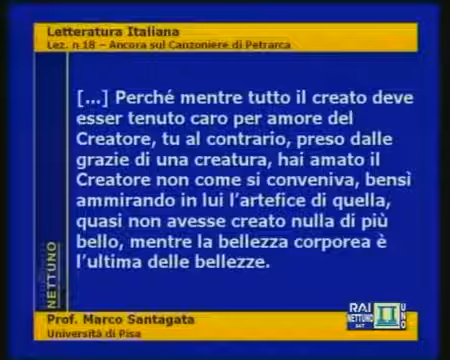 Letteratura Italiana
Lez. n 18 – Ancora sul Canzoniere di Petrarca
[...] Perché mentre tutto il creato deve
esser tenuto caro per amore del
Creatore, tu al contrario, preso dalle
grazie di una creatura, hai amato il
Creatore non come si conveniva, bensì
ammirando in lui l'artefice di quella,
quasi non avesse creato nulla di più
bello, mentre la bellezza corporea è
l'ultima delle bellezze.
NETTUNO
Prof. Marco Santagata
Università di Pisa
RAI
NETTUNO
SAT
UNO